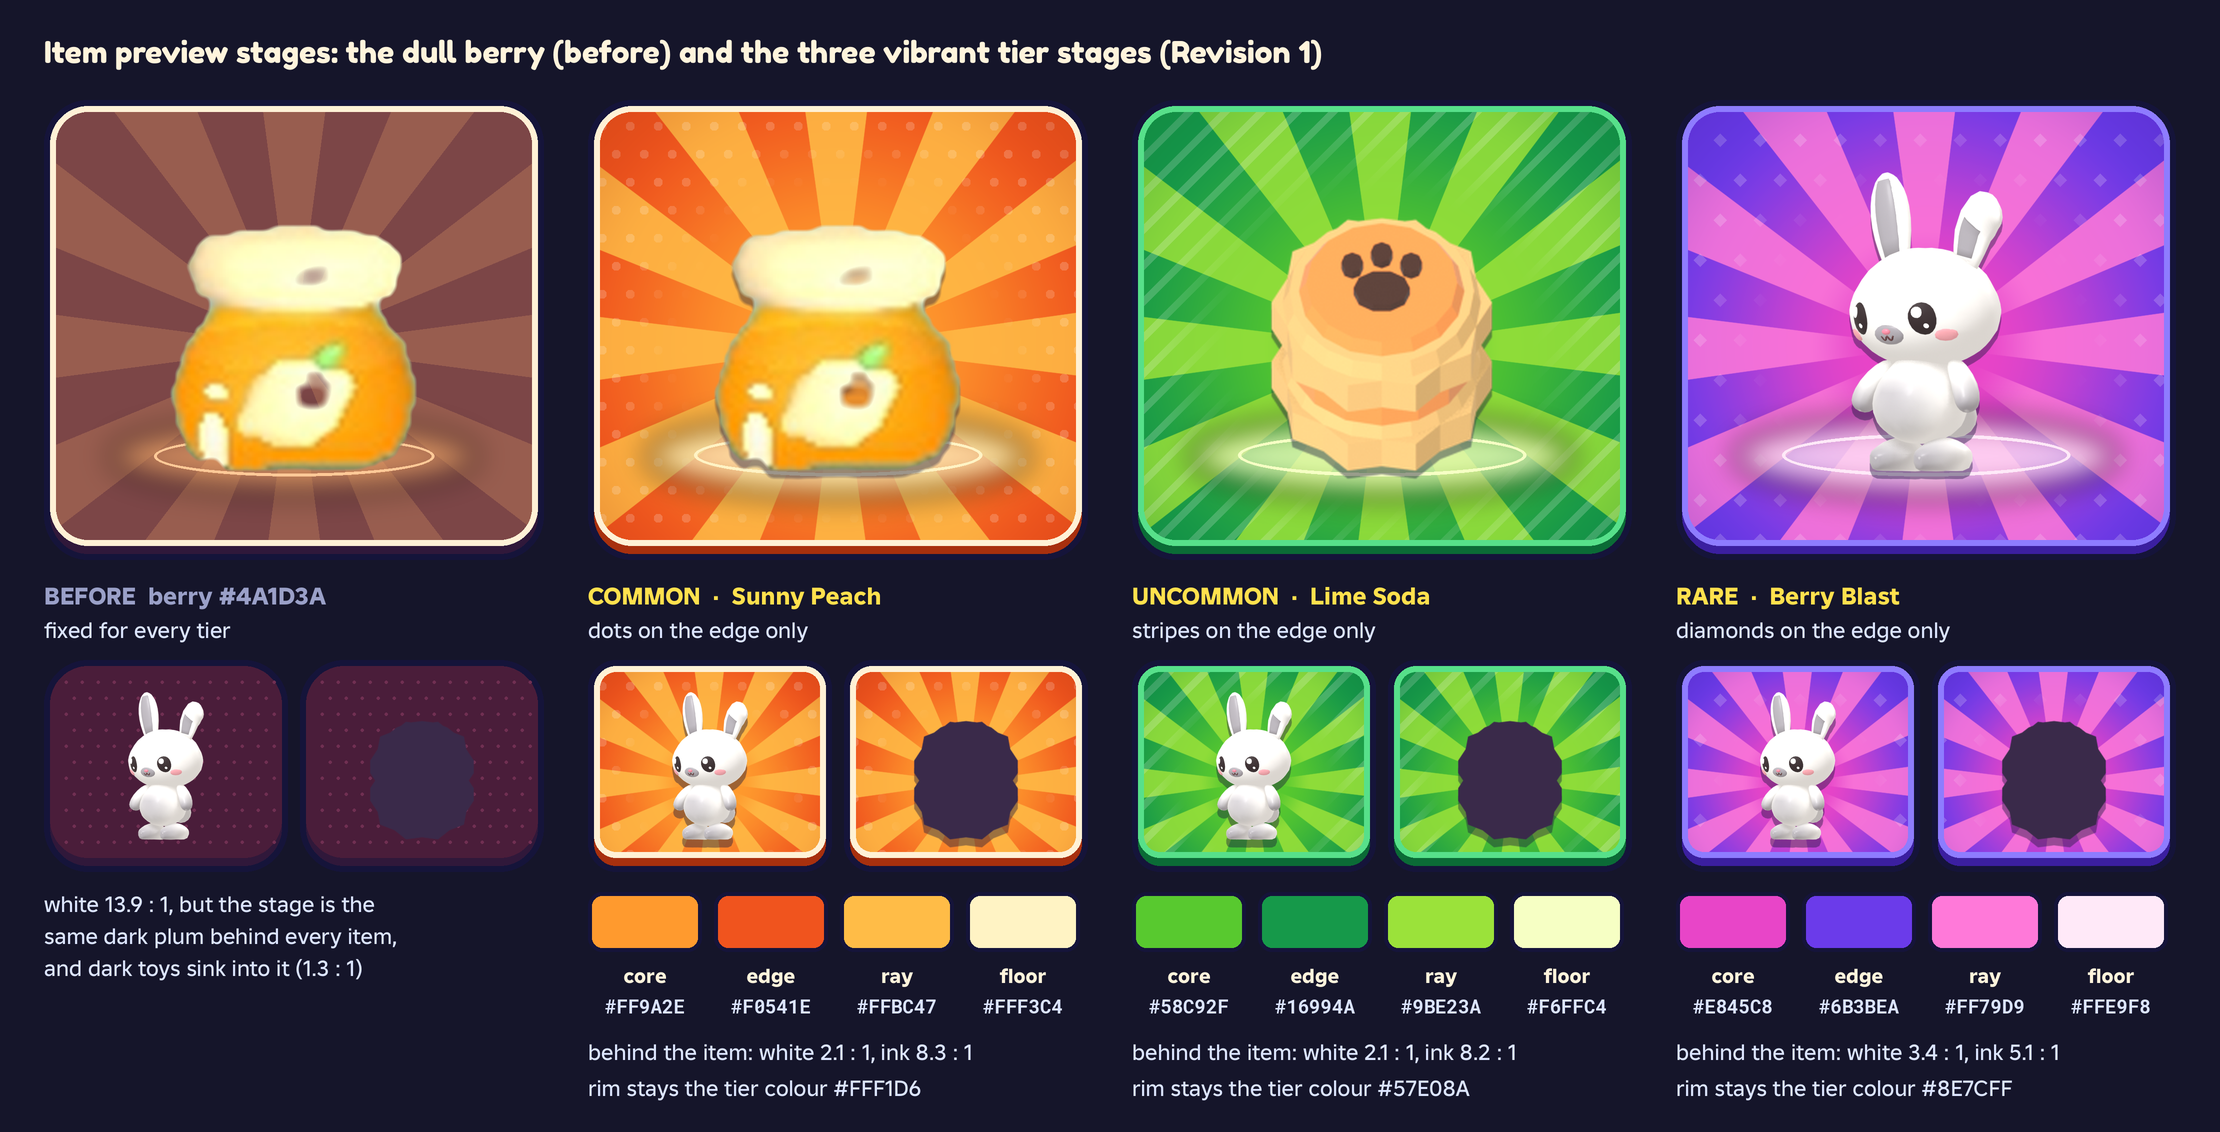 Item preview stages: the dull berry (before) and the three vibrant tier stages (Revision 1)
BEFORE berry #4A1D3A
fixed for every tier
white 13.9 : 1, but the stage is the
same dark plum behind every item,
and dark toys sink into it (1.3 : 1)
COMMON · Sunny Peach
dots on the edge only
core
#FF9A2E
edge
#F0541E
ray
#FFBC47
floor
#FFF3C4
behind the item: white 2.1 : 1, ink 8.3 : 1
rim stays the tier colour #FFF1D6
UNCOMMON · Lime Soda
stripes on the edge only
core
#58C92F
edge
#16994A
ray
#9BE23A
floor
#F6FFC4
behind the item: white 2.1 : 1, ink 8.2 : 1
rim stays the tier colour #57E08A
RARE · Berry Blast
diamonds on the edge only
core
#E845C8
edge
#6B3BEA
ray
#FF79D9
floor
#FFE9F8
behind the item: white 3.4 : 1, ink 5.1 : 1
rim stays the tier colour #8E7CFF